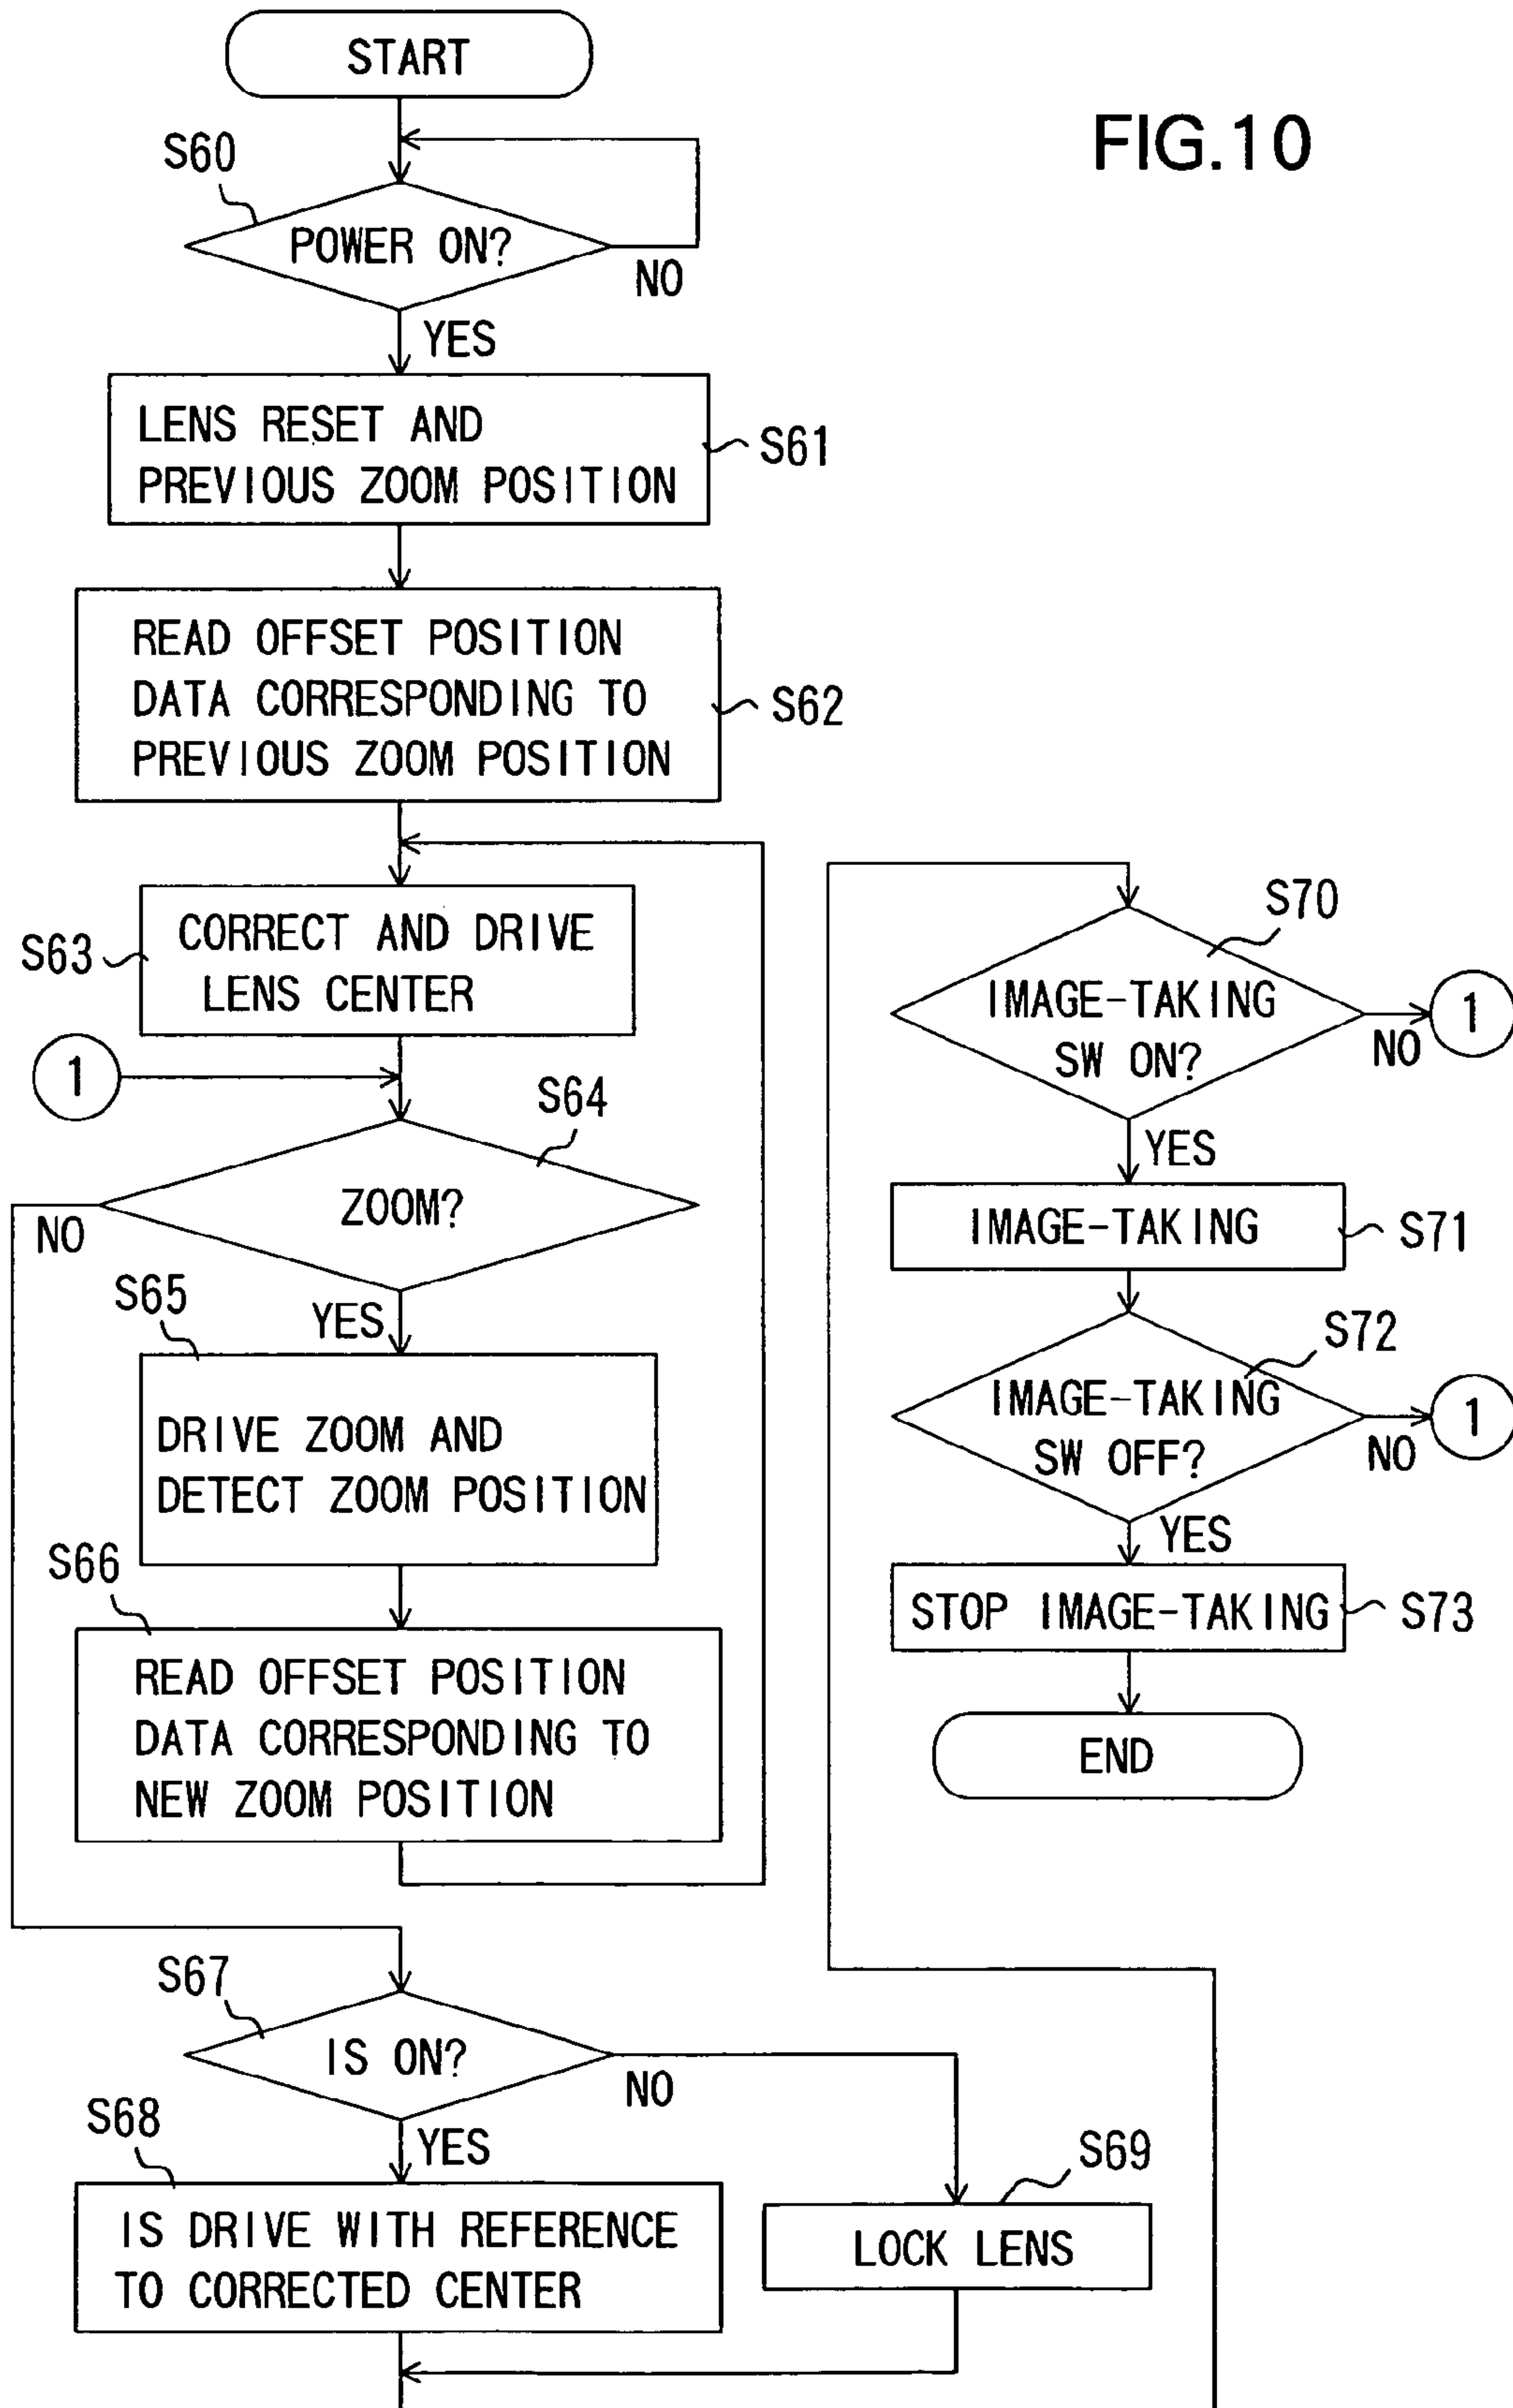 START
FIG.10
S60
POWER ON?
NO
YES
LENS RESET AND
PREVIOUS ZOOM POSITION
S61
READ OFFSET POSITION
DATA CORRESPONDING TO
PREVIOUS ZOOM POSITION
S62
CORRECT AND DRIVE
LENS CENTER
S63
1
S64
ZOOM?
NO
YES
S65
DRIVE ZOOM AND
DETECT ZOOM POSITION
S66
READ OFFSET POSITION
DATA CORRESPONDING TO
NEW ZOOM POSITION
S67
IS ON?
NO
YES
S68
IS DRIVE WITH REFERENCE
TO CORRECTED CENTER
S69
LOCK LENS
S70
IMAGE-TAKING
SW ON?
NO
1
YES
IMAGE-TAKING
S71
S72
IMAGE-TAKING
SW OFF?
NO
1
YES
STOP IMAGE-TAKING
S73
END